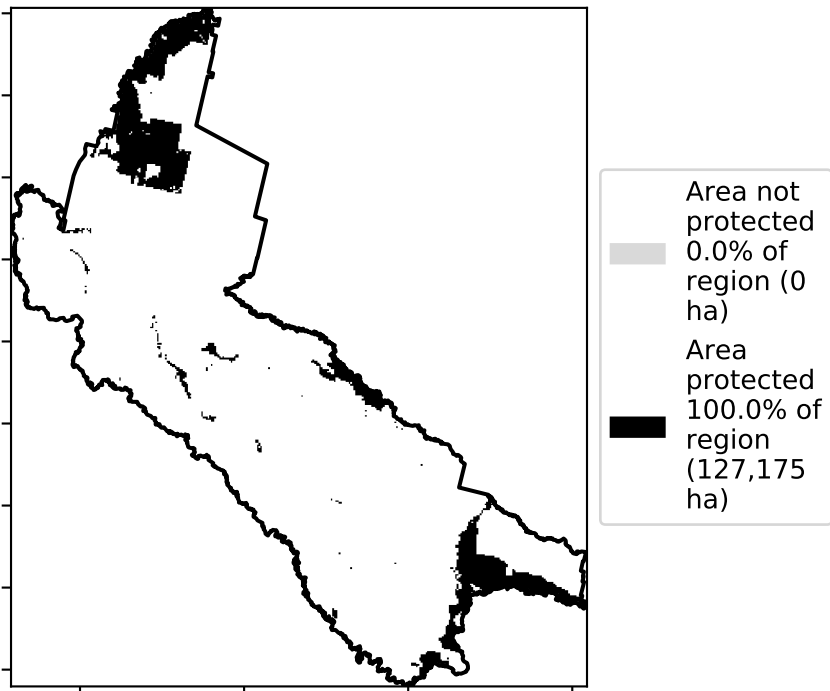 Area not
protected
0.0% of
region (0
ha)
Area
protected
100.0% of
region
(127,175
ha)